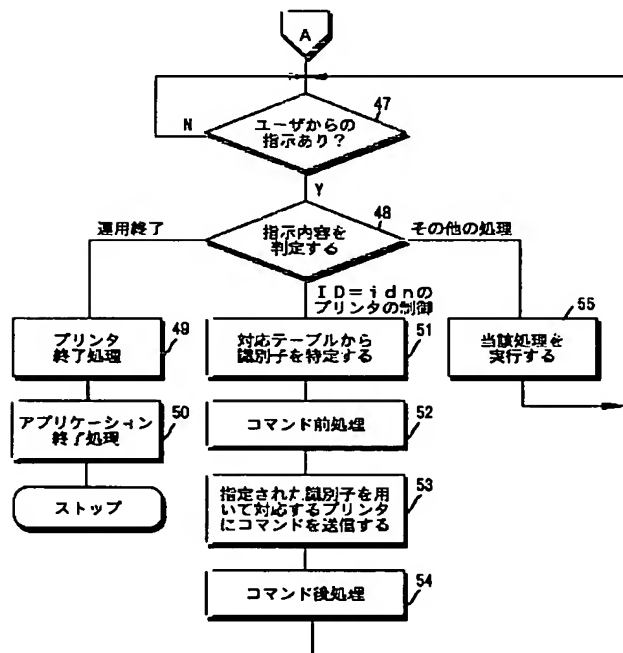 A
47
ユーザからの
指示あり?
N
Y
48
指示内容を
判定する
運用終了
その他の処理
ID=idnの
プリンタの制御
プリンタ
終了処理
49
対応テーブルから
識別子を特定する
51
当該処理を
実行する
55
アプリケーション
終了処理
50
コマンド前処理
52
ストップ
指定された識別子を用
いて対応するプリンタ
にコマンドを送信する
53
コマンド後処理
54